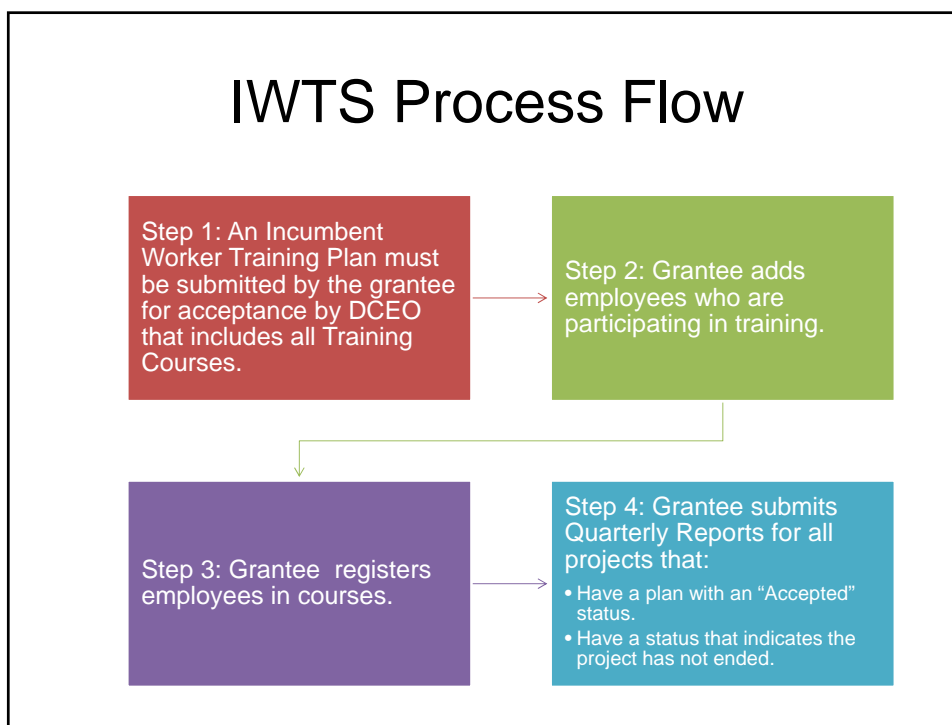 IWTS Process Flow
Step 1: An Incumbent
Worker Training Plan must
be submitted by the grantee
for acceptance by DCEO
that includes all Training
Courses.
Step 2: Grantee adds
employees who are
participating in training.
Step 3: Grantee  registers
employees in courses.
Step 4: Grantee submits
Quarterly Reports for all
projects that:
• Have a plan with an “Accepted”
status.
• Have a status that indicates the
project has not ended.